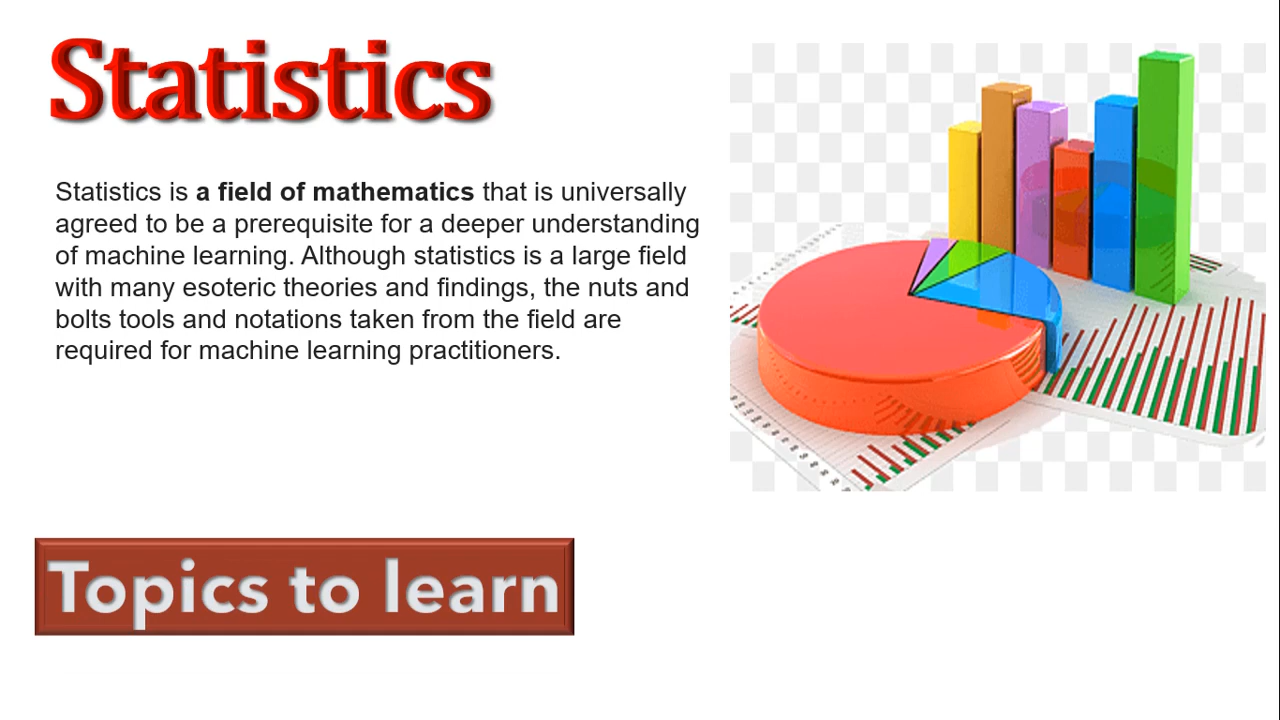 Statistics
Statistics is a field of mathematics that is universally
agreed to be a prerequisite for a deeper understanding
of machine learning. Although statistics is a large field
with many esoteric theories and findings, the nuts and
bolts tools and notations taken from the field are
required for machine learning practitioners.
Topics to learn